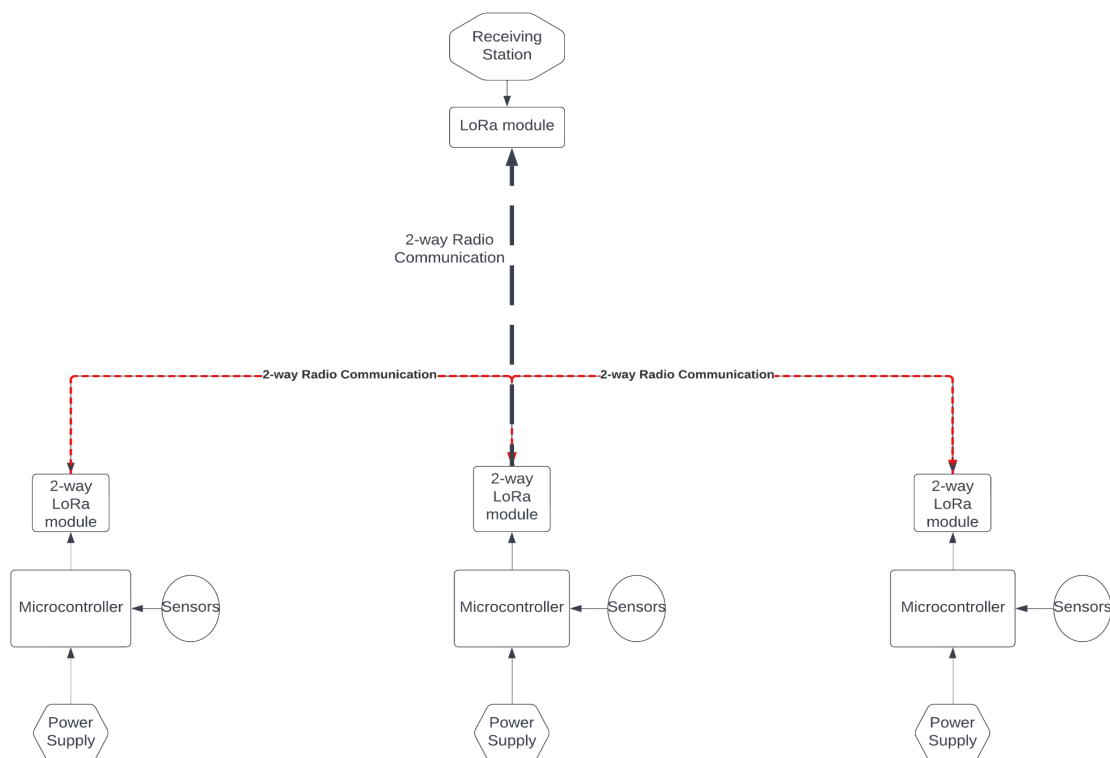 Receiving
Station
LoRa module
2-way Radio
Communication
2-way Radio Communication
2-way Radio Communication
2-way
LoRa
module
2-way
LoRa
module
2-way
LoRa
module
Microcontroller
Sensors
Microcontroller
Sensors
Microcontroller
Sensors
Power
Supply
Power
Supply
Power
Supply